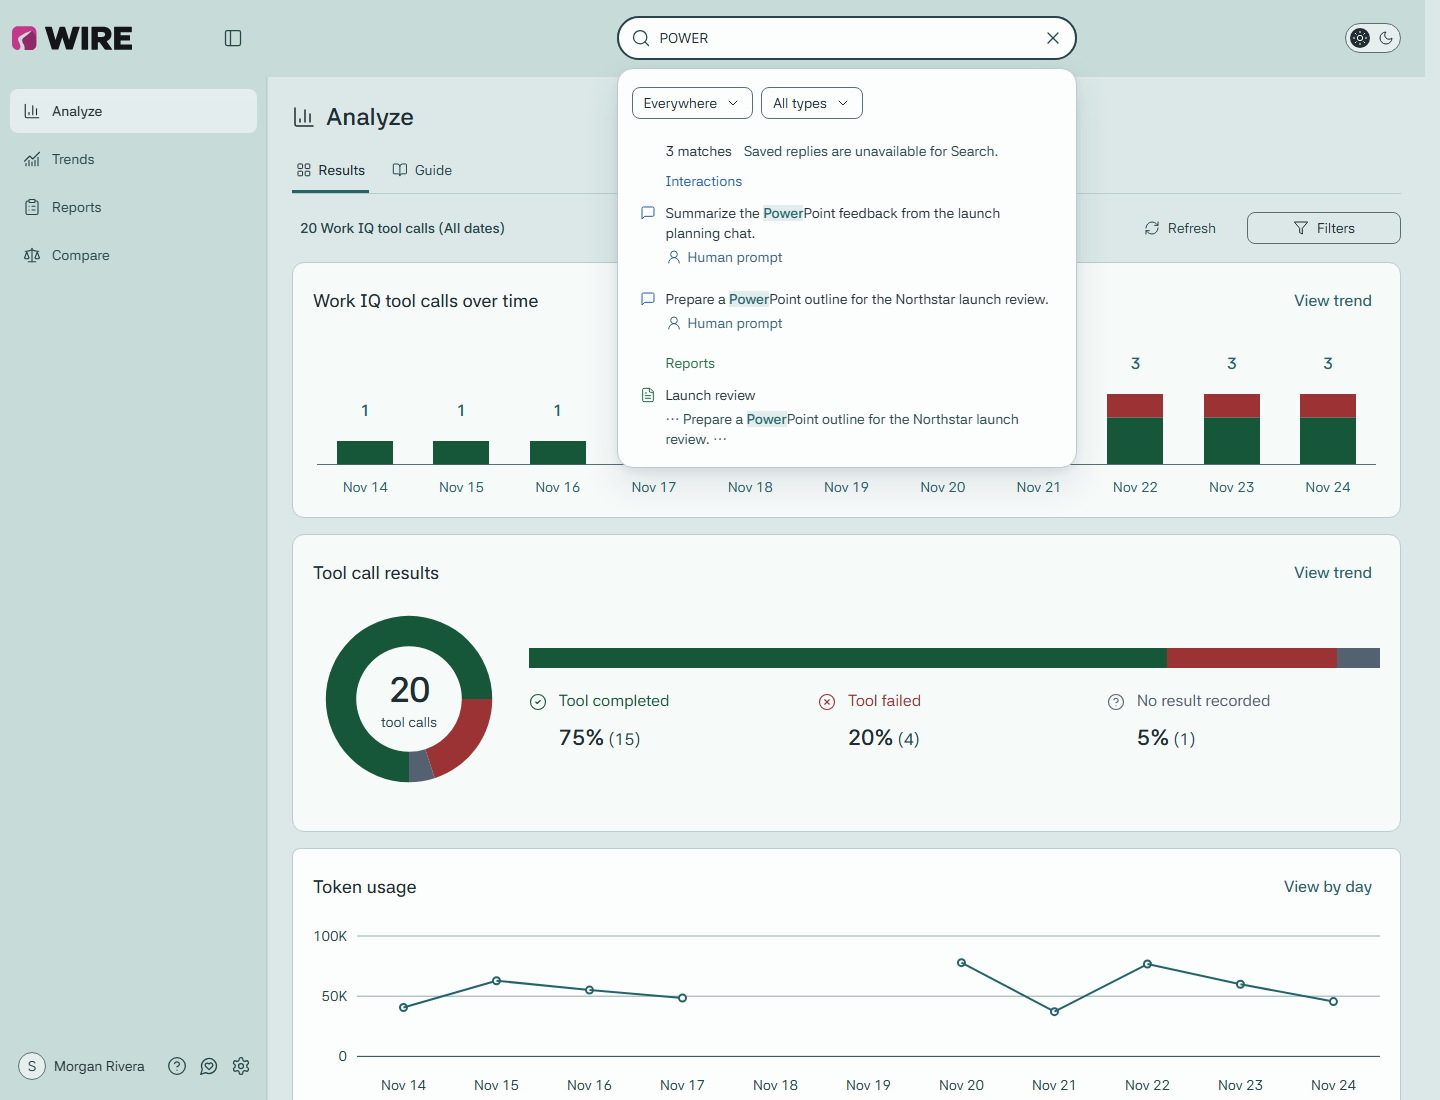 WIRE
POWER
Analyze
Trends
Reports
Compare
Everywhere
All types
3 matches Saved replies are unavailable for Search.
Interactions
Summarize the PowerPoint feedback from the launch
planning chat.
Human prompt
Prepare a PowerPoint outline for the Northstar launch review.
Human prompt
Reports
Launch review
··· Prepare a PowerPoint outline for the Northstar launch
review. ···
Analyze
Results
Guide
20 Work IQ tool calls (All dates)
Refresh
Filters
Work IQ tool calls over time
View trend
1 1 1 3 3 3
Nov 14 Nov 15 Nov 16 Nov 17 Nov 18 Nov 19 Nov 20 Nov 21 Nov 22 Nov 23 Nov 24
Tool call results
View trend
20
tool calls
Tool completed
75% (15)
Tool failed
20% (4)
No result recorded
5% (1)
Token usage
View by day
100K
50K
0
Nov 14 Nov 15 Nov 16 Nov 17 Nov 18 Nov 19 Nov 20 Nov 21 Nov 22 Nov 23 Nov 24
S
Morgan Rivera